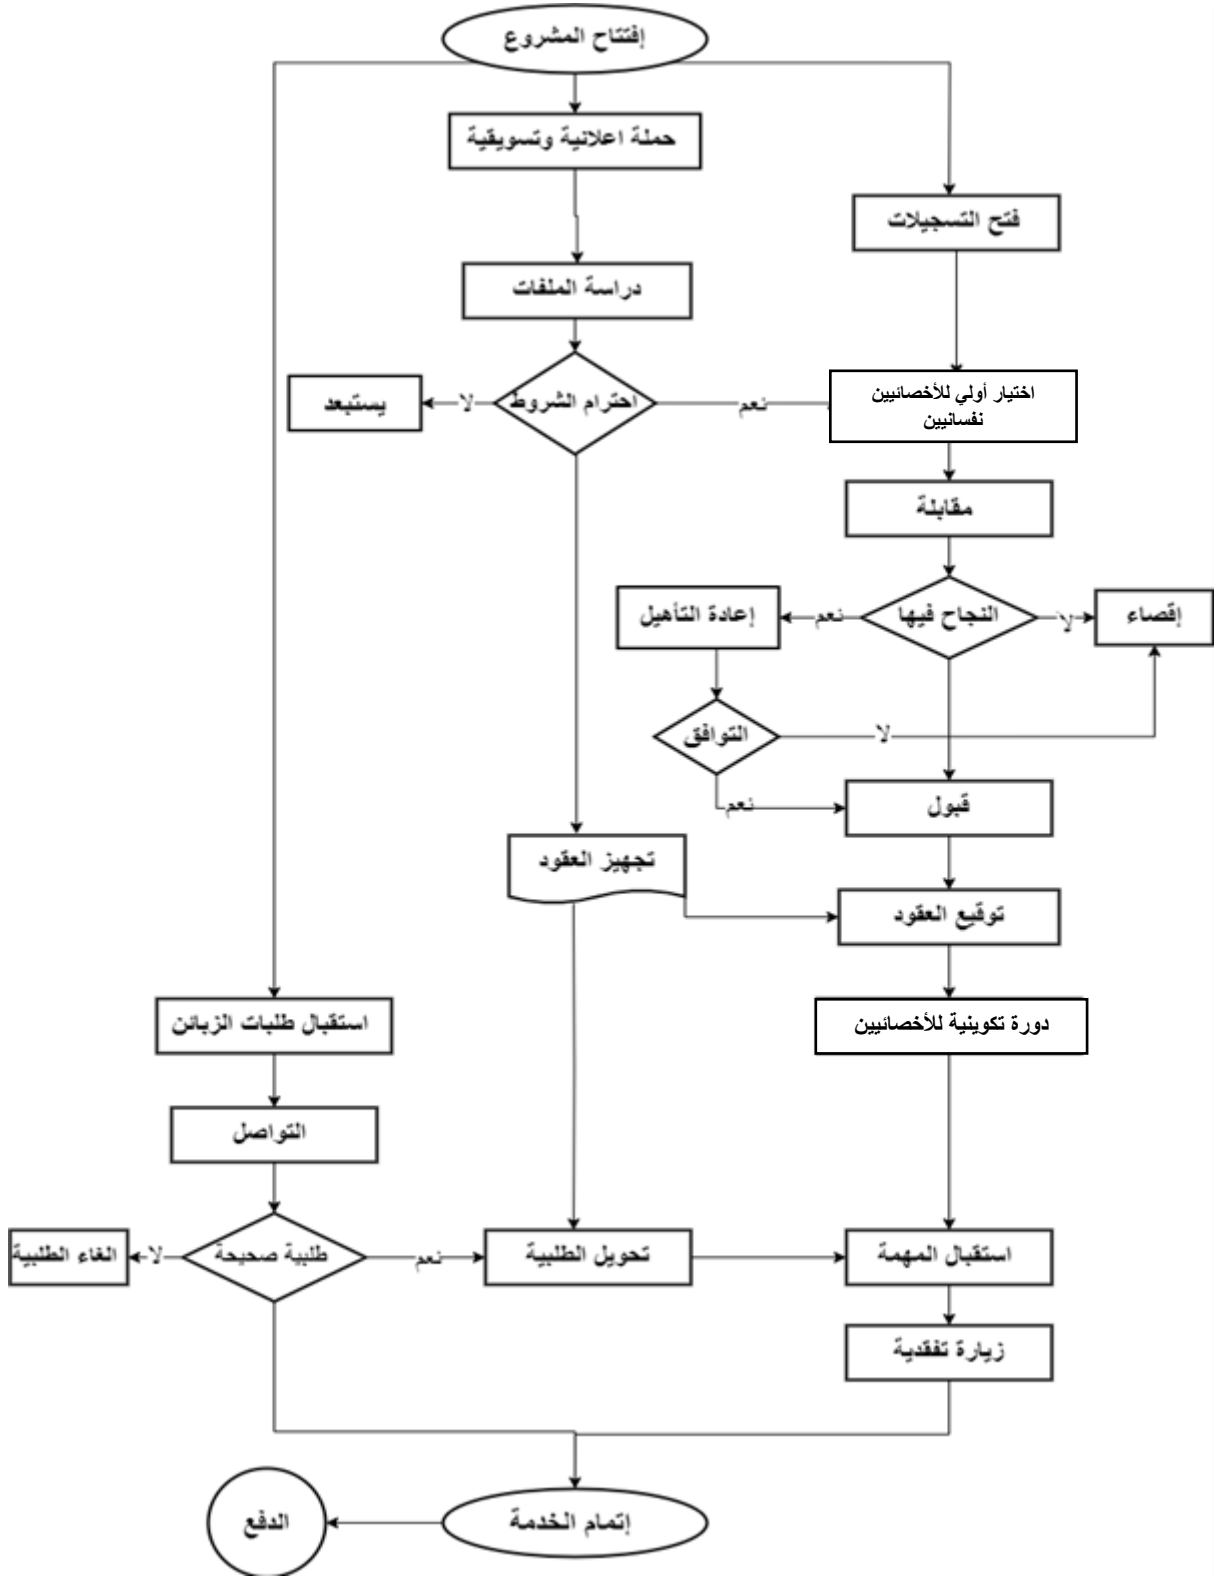 إفتتاح المشروع
حملة اعلانية وتسويقية
فتح التسجيلات
دراسة الملفات
اختيار أولي للأخصائيين
نفسانيين
احترام الشروط
نعم
لا
يستبعد
مقابلة
النجاح فيها
لا
إقصاء
نعم
إعادة التأهيل
التوافق
لا
نعم
قبول
تجهيز العقود
توقيع العقود
دورة تكوينية للأخصائيين
استقبال طلبات الزبائن
التواصل
طلبية صحيحة
لا
الغاء الطلبية
نعم
تحويل الطلبية
استقبال المهمة
زيارة تفقدية
إتمام الخدمة
الدفع